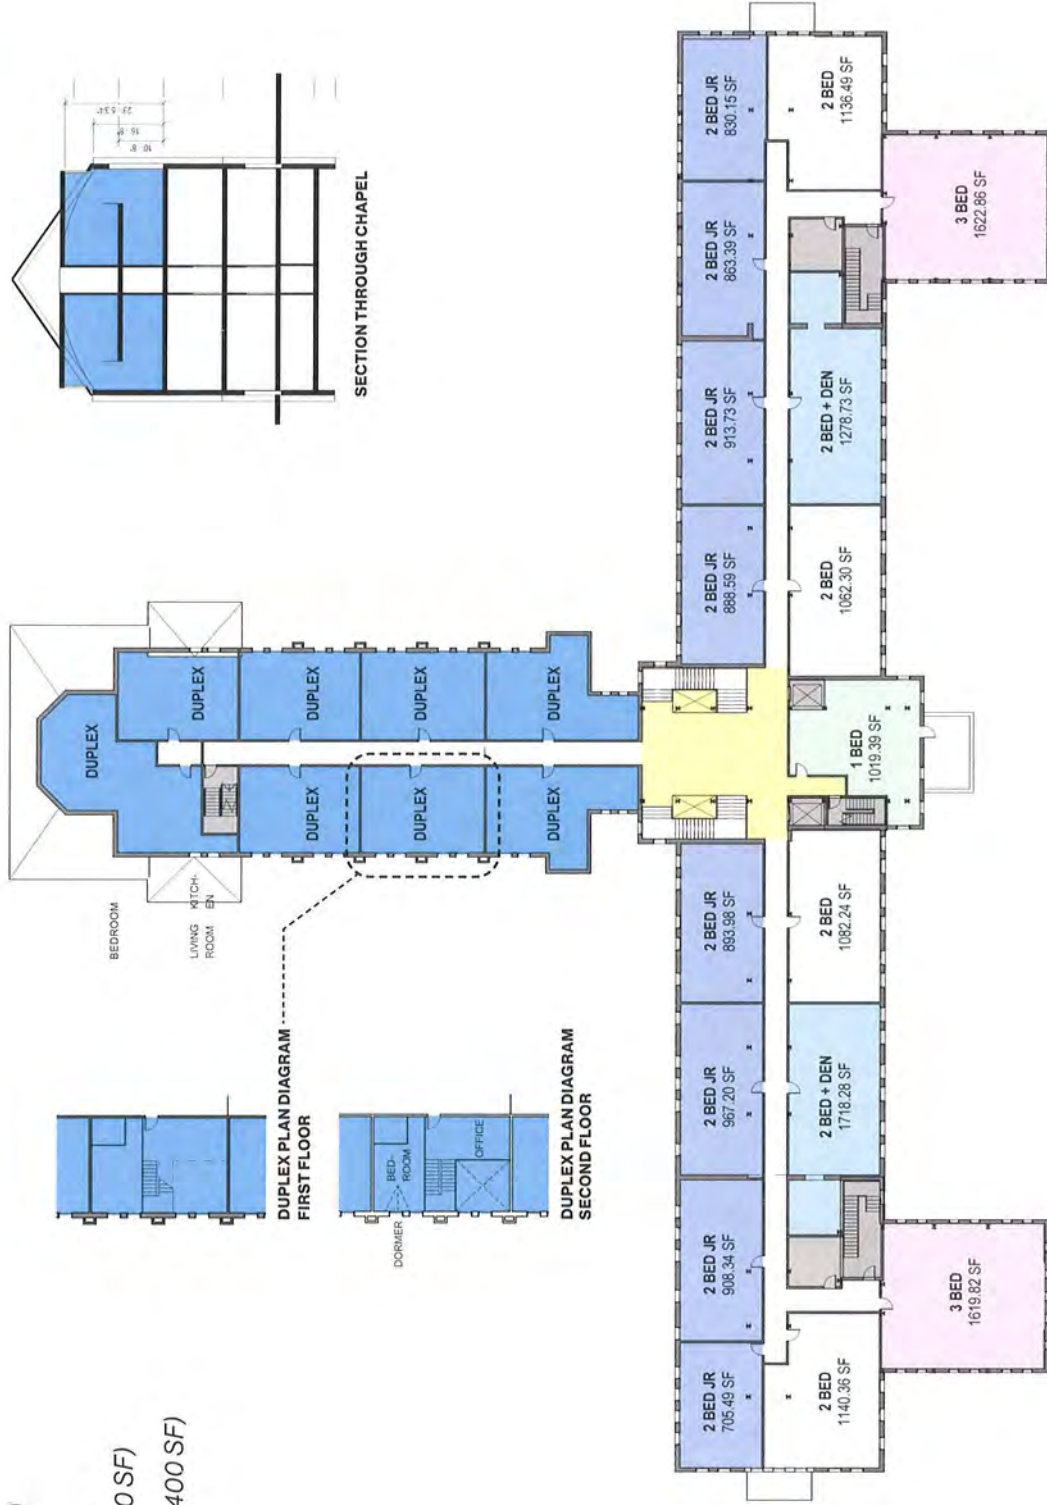 0 SF)
400 SF)
BEDROOM
LIVING
ROOM
KITCH-
EN
DUPLEX PLAN DIAGRAM
FIRST FLOOR
DORMER
BED-
ROOM
OFFICE
DUPLEX PLAN DIAGRAM
SECOND FLOOR
DUPLEX
DUPLEX
DUPLEX
DUPLEX
DUPLEX
DUPLEX
DUPLEX
DUPLEX
SECTION THROUGH CHAPEL
10' 8"
16' 8"
2 BED JR
705.49 SF
2 BED JR
908.34 SF
2 BED JR
967.20 SF
2 BED JR
893.98 SF
2 BED JR
888.59 SF
2 BED JR
913.73 SF
2 BED JR
863.39 SF
2 BED JR
830.15 SF
2 BED
1140.36 SF
2 BED + DEN
1718.28 SF
2 BED
1082.24 SF
1 BED
1019.39 SF
2 BED
1062.30 SF
2 BED + DEN
1278.73 SF
2 BED
1136.49 SF
3 BED
1619.82 SF
3 BED
1622.86 SF